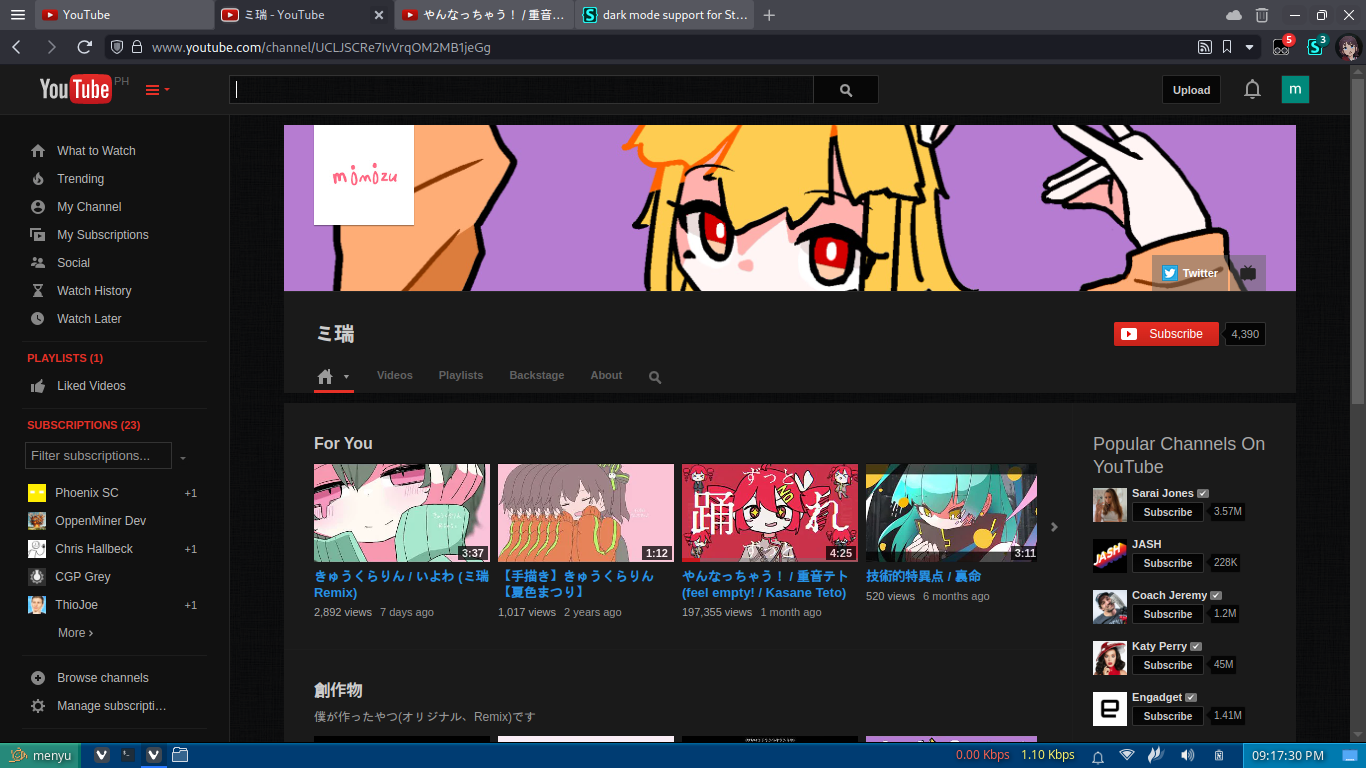 YouTube
ミ瑞 - YouTube
やんなっちゃう！ / 重音…
dark mode support for St…
www.youtube.com/channel/UCLJSCRe7IvVrqOM2MB1jeGg
5
3
YouTube PH
Upload
m
What to Watch
Trending
My Channel
My Subscriptions
Social
Watch History
Watch Later
PLAYLISTS (1)
Liked Videos
SUBSCRIPTIONS (23)
Filter subscriptions...
Phoenix SC +1
OppenMiner Dev
Chris Hallbeck +1
CGP Grey
ThioJoe +1
More ›
Browse channels
Manage subscripti…
mimizu
Twitter
ミ瑞
Subscribe 4,390
Videos Playlists Backstage About
For You
3:37
きゅうくらりん / いよわ (ミ瑞
Remix)
2,892 views 7 days ago
1:12
【手描き】きゅうくらりん
【夏色まつり】
1,017 views 2 years ago
ずっと
NO
踊れ
4:25
やんなっちゃう！ / 重音テト
(feel empty! / Kasane Teto)
197,355 views 1 month ago
3:11
技術的特異点 / 裏命
520 views 6 months ago
創作物
僕が作ったやつ(オリジナル、Remix)です
Popular Channels On
YouTube
Sarai Jones
Subscribe 3.57M
JASH
JASH
Subscribe 228K
Coach Jeremy
Subscribe 1.2M
Katy Perry
Subscribe 45M
Engadget
Subscribe 1.41M
menyu
0.00 Kbps 1.10 Kbps
09:17:30 PM